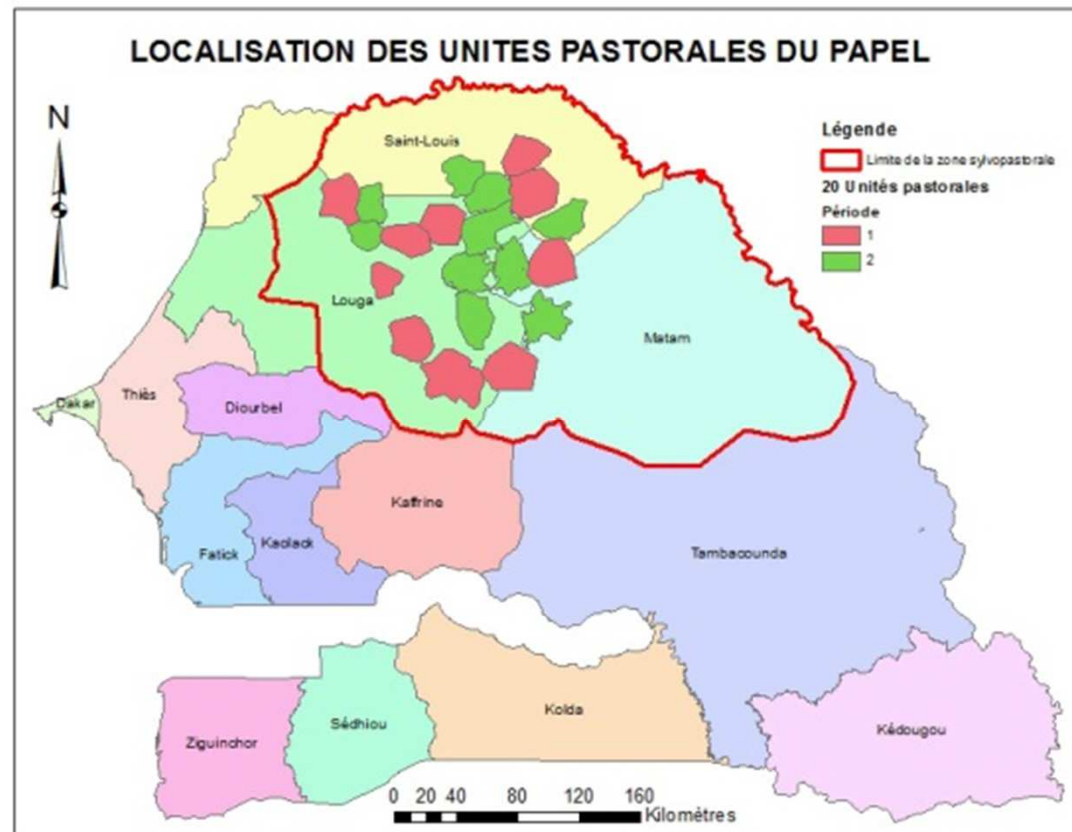 LOCALISATION DES UNITES PASTORALES DU PAPEL
N
Légende
Limite de la zone sylvopastorale
20 Unités pastorales
Période
1
2
Saint-Louis
Louga
Matam
Thiès
Dakar
Diourbel
Kaffrine
Fatick
Kaolack
Tambacounda
Ziguinchor
Sédhiou
Kolda
Kédougou
0 20 40 80 120 160
Kilométres